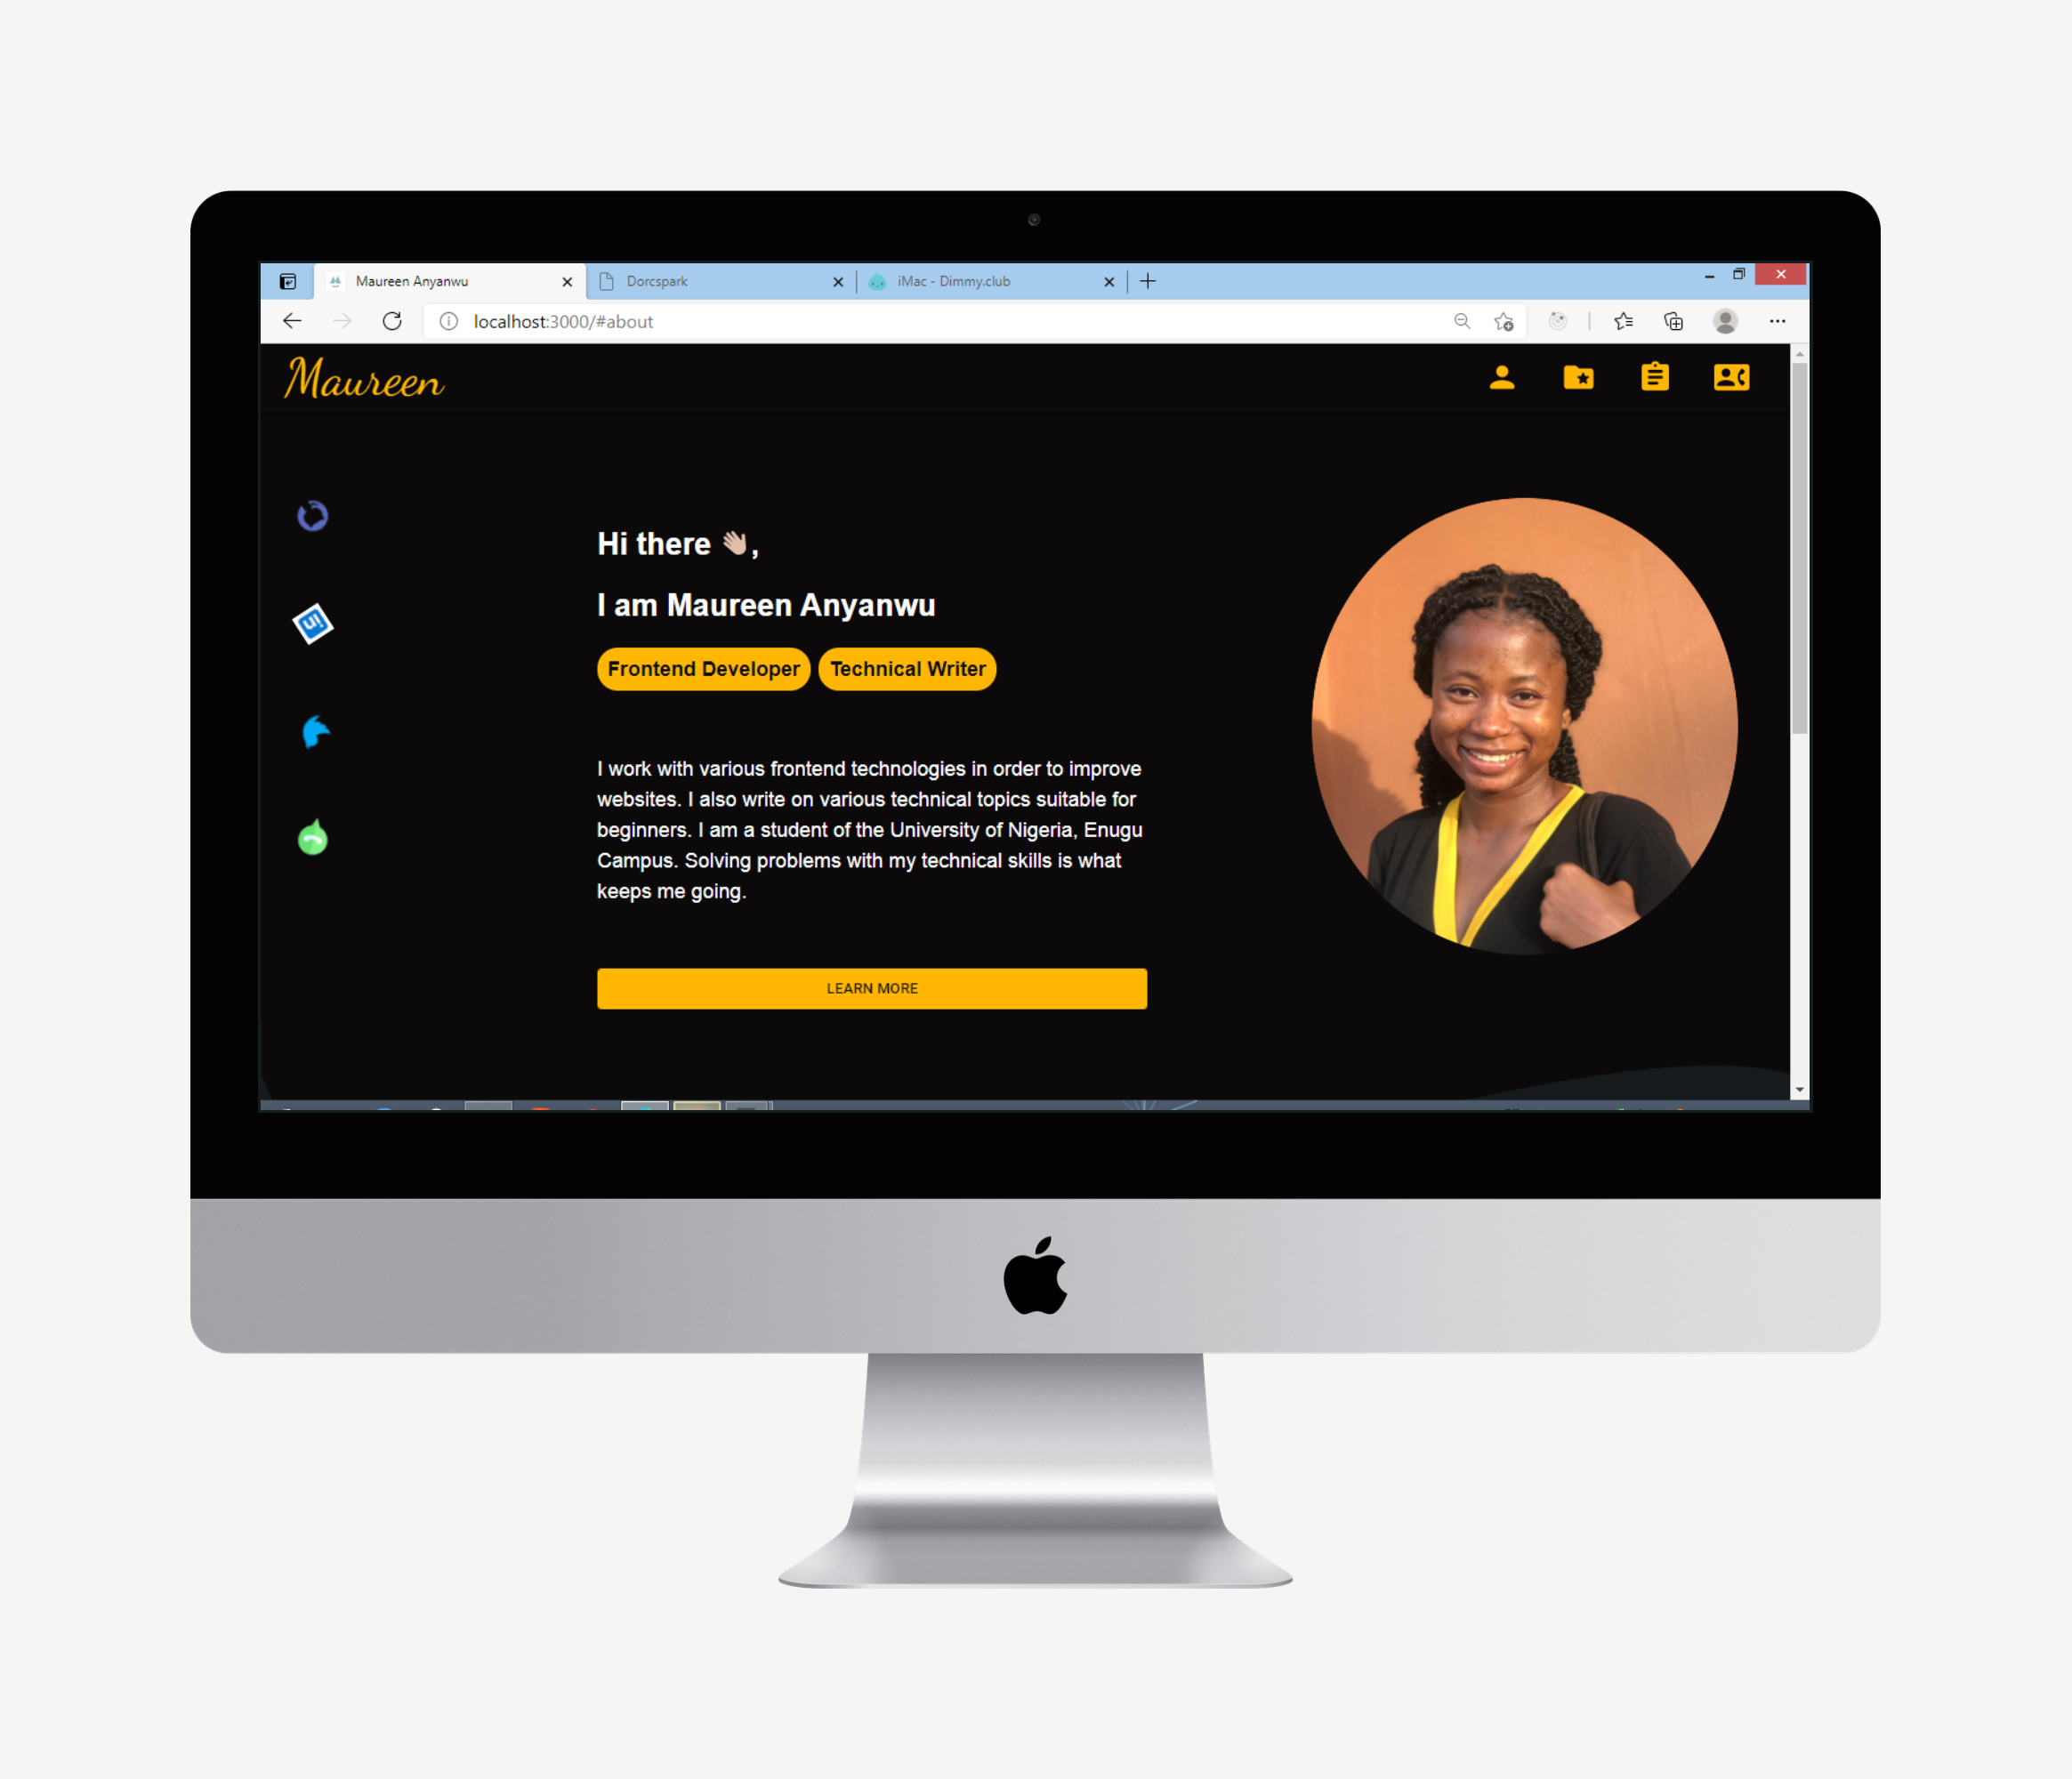 Maureen Anyanwu
Dorcspark
iMac - Dimmy.club
localhost:3000/#about
Maureen
Hi there 👋🏼,
I am Maureen Anyanwu
Frontend Developer
Technical Writer
I work with various frontend technologies in order to improve
websites. I also write on various technical topics suitable for
beginners. I am a student of the University of Nigeria, Enugu
Campus. Solving problems with my technical skills is what
keeps me going.
LEARN MORE
in